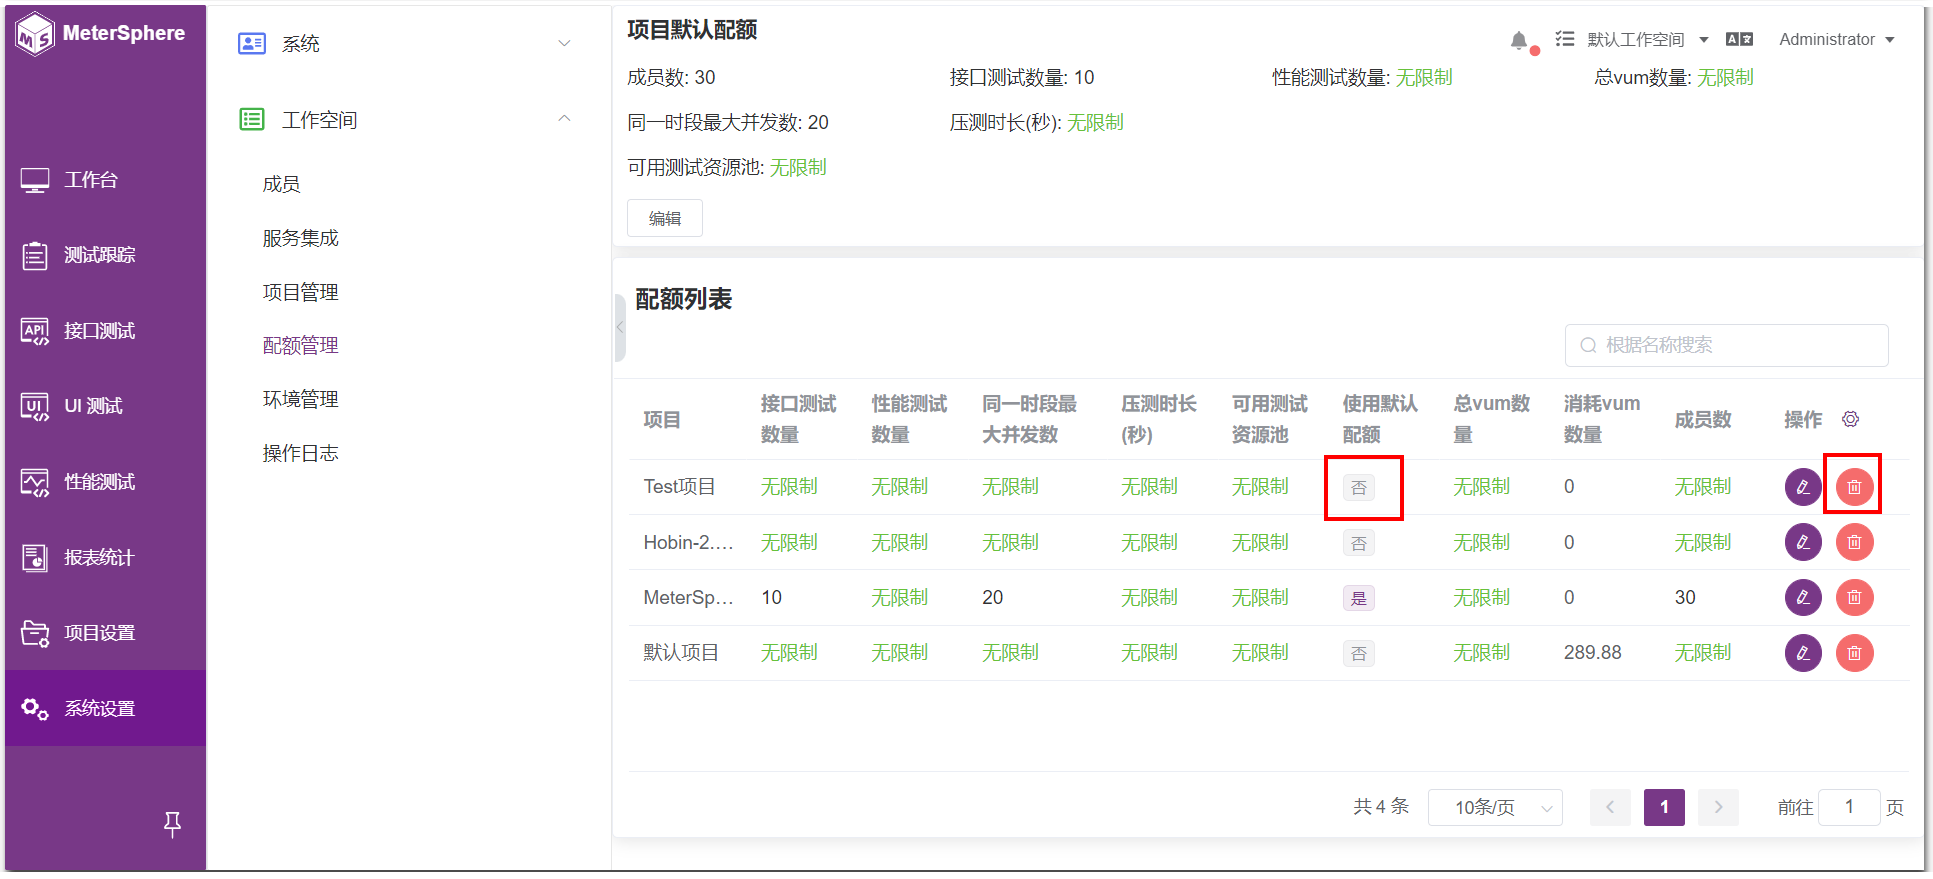 MeterSphere
工作台
测试跟踪
API 接口测试
UI UI 测试
性能测试
报表统计
项目设置
系统设置
系统
工作空间
成员
服务集成
项目管理
配额管理
环境管理
操作日志
默认工作空间 Administrator
项目默认配额
成员数: 30 接口测试数量: 10 性能测试数量: 无限制 总vum数量: 无限制
同一时段最大并发数: 20 压测时长(秒): 无限制
可用测试资源池: 无限制
编辑
配额列表
根据名称搜索
项目 接口测试数量 性能测试数量 同一时段最大并发数 压测时长(秒) 可用测试资源池 使用默认配额 总vum数量 消耗vum数量 成员数 操作
Test项目 无限制 无限制 无限制 无限制 无限制 否 无限制 0 无限制
Hobin-2.… 无限制 无限制 无限制 无限制 无限制 否 无限制 0 无限制
MeterSp… 10 无限制 20 无限制 无限制 是 无限制 0 30
默认项目 无限制 无限制 无限制 无限制 无限制 否 无限制 289.88 无限制
共 4 条 10条/页 1 前往 1 页